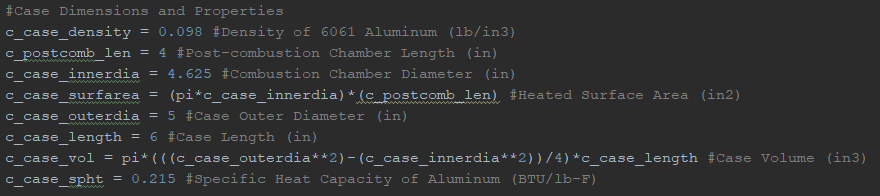 #Case Dimensions and Properties
c_case_density = 0.098 #Density of 6061 Aluminum (lb/in3)
c_postcomb_len = 4 #Post-combustion Chamber Length (in)
c_case_innerdia = 4.625 #Combustion Chamber Diameter (in)
c_case_surfarea = (pi*c_case_innerdia)*(c_postcomb_len) #Heated Surface Area (in2)
c_case_outerdia = 5 #Case Outer Diameter (in)
c_case_length = 6 #Case Length (in)
c_case_vol = pi*(((c_case_outerdia**2)-(c_case_innerdia**2))/4)*c_case_length #Case Volume (in3)
c_case_spht = 0.215 #Specific Heat Capacity of Aluminum (BTU/lb-F)